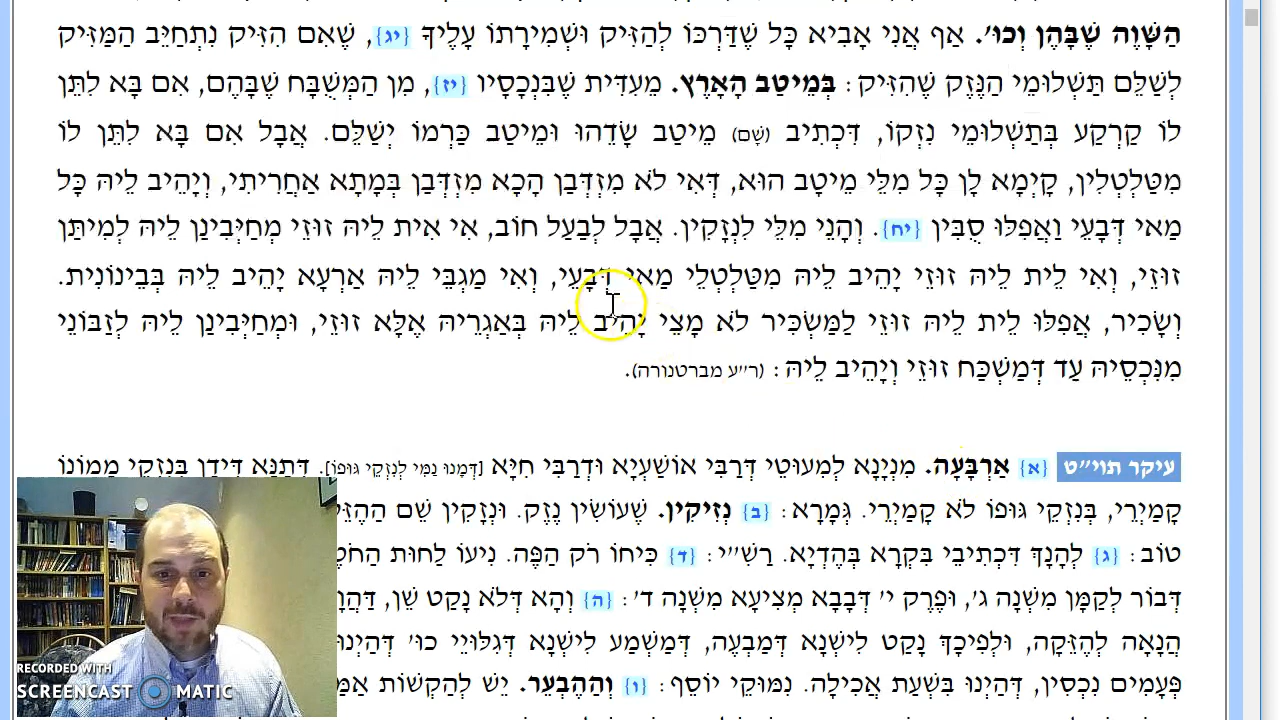 הַשָּׁוֶה שֶׁבָּהֶן וְכוּ׳. אַף אֲנִי אָבִיא כָּל שֶׁדַּרְכּוֹ לְהַזִּיק וּשְׁמִירָתוֹ עָלֶיךָ {יג}, שֶׁאִם הִזִּיק נִתְחַיֵּב הַמַּזִּיק
לְשַׁלֵּם תַּשְׁלוּמֵי הַנֶּזֶק שֶׁהִזִּיק: בְּמֵיטַב הָאָרֶץ. מֵעִדִּית שֶׁבִּנְכָסָיו {יז}, מִן הַמְּשֻׁבָּח שֶׁבָּהֶם, אִם בָּא לִתֵּן
לוֹ קַרְקַע בְּתַשְׁלוּמֵי נִזְקוֹ, דִּכְתִיב (שָׁם) מֵיטַב שָׂדֵהוּ וּמֵיטַב כַּרְמוֹ יְשַׁלֵּם. אֲבָל אִם בָּא לִתֵּן לוֹ
מִטַּלְטְלִין, קָיְמָא לָן כָּל מִלֵּי מֵיטָב הוּא, דְּאִי לֹא מִזְדְּבַן הָכָא מִזְדְּבַן בְּמָתָא אַחֲרִיתִי, וְיָהֵיב לֵיהּ כָּל
מַאי דְּבָעֵי וַאֲפִלּוּ סֻבִּין {יח}. וְהָנֵי מִלֵּי לִנְזָקִין. אֲבָל לְבַעַל חוֹב, אִי אִית לֵיהּ זוּזֵי מְחַיְּבִינַן לֵיהּ לְמִיתַּן
זוּזֵי, וְאִי לֵית לֵיהּ זוּזֵי יָהֵיב לֵיהּ מִטַּלְטְלֵי מַאי דְּבָעֵי, וְאִי מַגְבֵּי לֵיהּ אַרְעָא יָהֵיב לֵיהּ בְּבֵינוֹנִית.
וְשָׂכִיר, אֲפִלּוּ לֵית לֵיהּ זוּזֵי לַמַּשְׂכִּיר לֹא מָצֵי יָהֵיב לֵיהּ בְּאַגְרֵיהּ אֶלָּא זוּזֵי, וּמְחַיְּבִינַן לֵיהּ לְזַבּוֹנֵי
מִנִּכְסֵיהּ עַד דְּמַשְׁכַּח זוּזֵי וְיָהֵיב לֵיהּ: (ר״ע מברטנורה).
עיקר תוי״ט {א} אַרְבָּעָה. מִנְיָנָא לְמִעוּטֵי דְּרַבִּי אוֹשַׁעְיָא וּדְרַבִּי חִיָּא [דְּמָנוּ נַמִּי לְנִזְקֵי גּוּפוֹ]. דְּתַנָּא דִּידַן בְּנִזְקֵי מָמוֹנוֹ
קָמַיְרֵי, בְּנִזְקֵי גּוּפוֹ לֹא קָמַיְרֵי. גְּמָרָא: {ב} נְזִיקִין. שֶׁעוֹשִׂין נֶזֶק. וּנְזָקִין שֵׁם הַהֶזֵּק
טוֹב: {ג} לְהָנָךְ דִּכְתִיבֵי בִּקְרָא בְּהֶדְיָא. רַשִׁ״י: {ד} כִּיחוֹ רֹק הַפֶּה. נִיעוֹ לַחוּת הַחֹטֶ
דִּבּוּר לְקַמָּן מִשְׁנָה ג׳, וּפֶרֶק י׳ דְּבָבָא מְצִיעָא מִשְׁנָה ד׳: {ה} וְהָא דְּלֹא נָקַט שֵׁן, דַּהֲוָ
הֲנָאָה לְהֶזֵּקָהּ, וּלְפִיכָךְ נָקַט לִישְׁנָא דְּמַבְעֶה, דְּמַשְׁמַע לִישְׁנָא דְּגִלּוּיֵי כוּ׳ דְּהַיְנוּ
פְּעָמִים נִכְסִין, דְּהַיְנוּ בִּשְׁעַת אֲכִילָה. נִמּוּקֵי יוֹסֵף: {ו} וְהַהֶבְעֵר. יֵשׁ לְהַקְשׁוֹת אַמַּ
RECORDED WITH
SCREENCAST MATIC